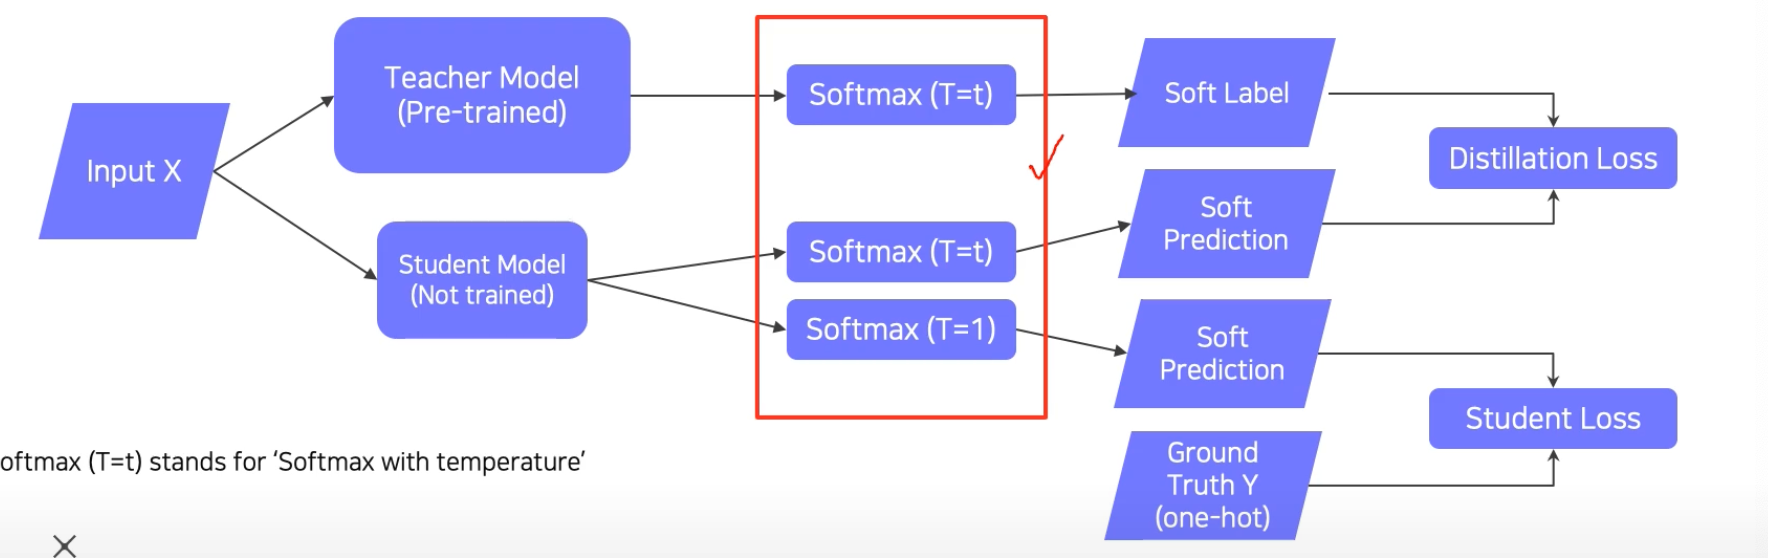 Input X
Teacher Model
(Pre-trained)
Student Model
(Not trained)
Softmax (T=t)
Softmax (T=t)
Softmax (T=1)
Soft Label
Soft
Prediction
Soft
Prediction
Ground
Truth Y
(one-hot)
Distillation Loss
Student Loss
oftmax (T=t) stands for ‘Softmax with temperature’